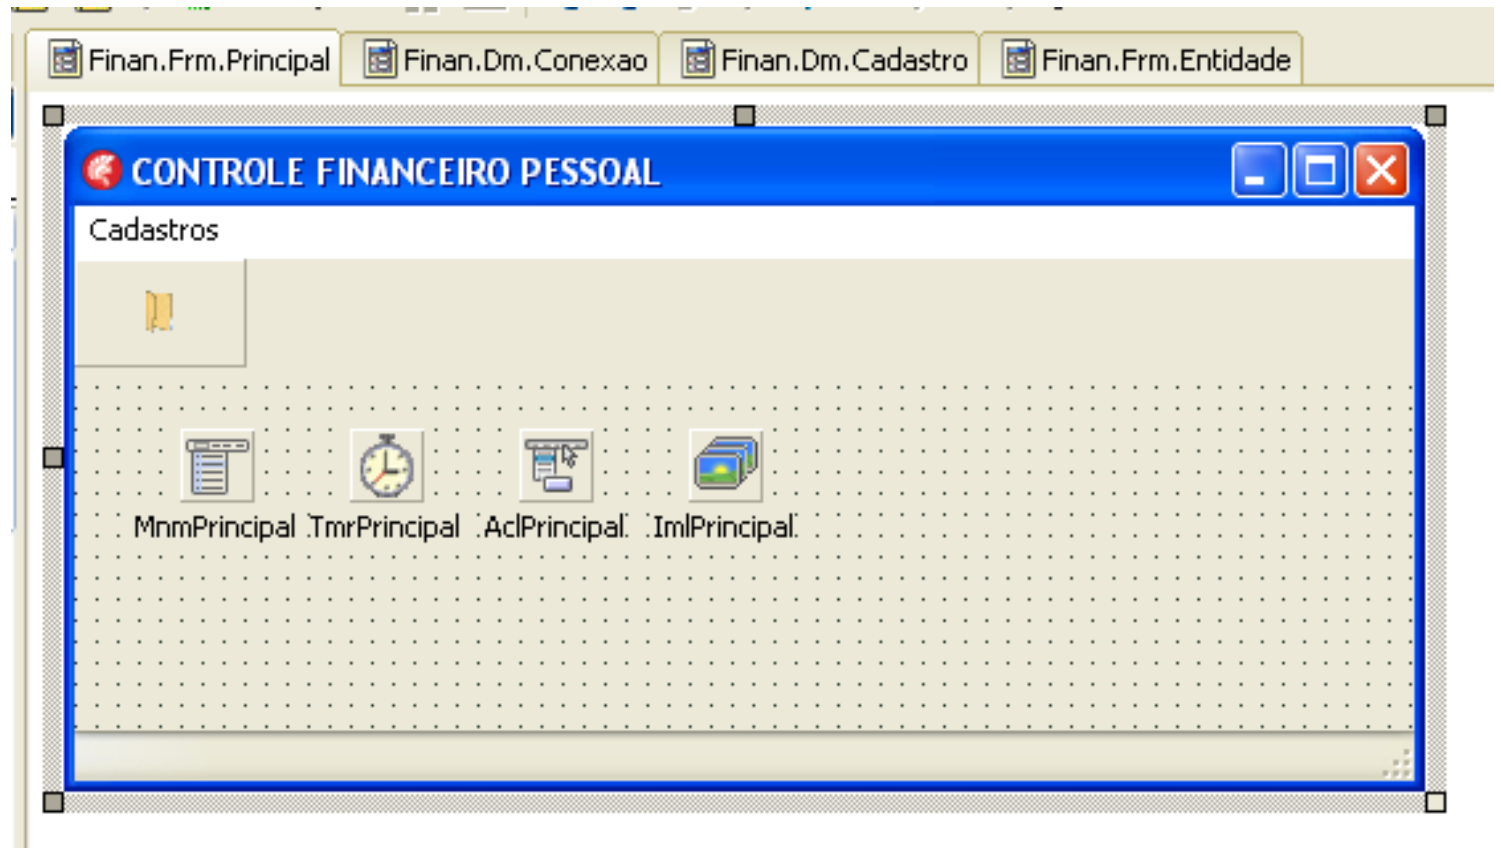 Finan.Frm.Principal Finan.Dm.Conexao Finan.Dm.Cadastro Finan.Frm.Entidade
CONTROLE FINANCEIRO PESSOAL
Cadastros
MnmPrincipal TmrPrincipal AclPrincipal ImlPrincipal